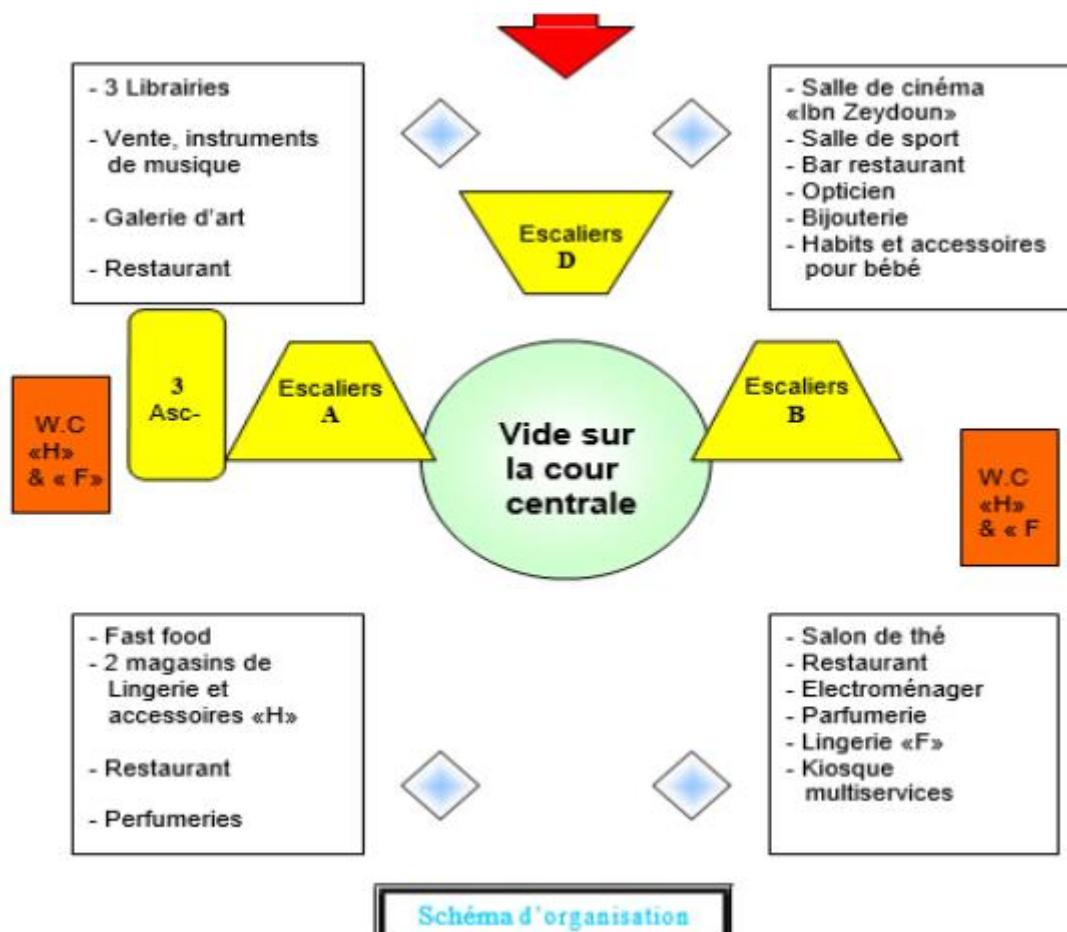 - 3 Librairies
- Vente, instruments
de musique
- Galerie d'art
- Restaurant
- Salle de cinéma
«Ibn Zeydoun»
- Salle de sport
- Bar restaurant
- Opticien
- Bijouterie
- Habits et accessoires
pour bébé
Escaliers
D
3
Asc-
Escaliers
A
Escaliers
B
W.C
«H»
& « F»
Vide sur
la cour
centrale
W.C
«H»
& « F
- Fast food
- 2 magasins de
Lingerie et
accessoires «H»
- Restaurant
- Perfumeries
- Salon de thé
- Restaurant
- Electroménager
- Parfumerie
- Lingerie «F»
- Kiosque
multiservices
Schéma d'organisation